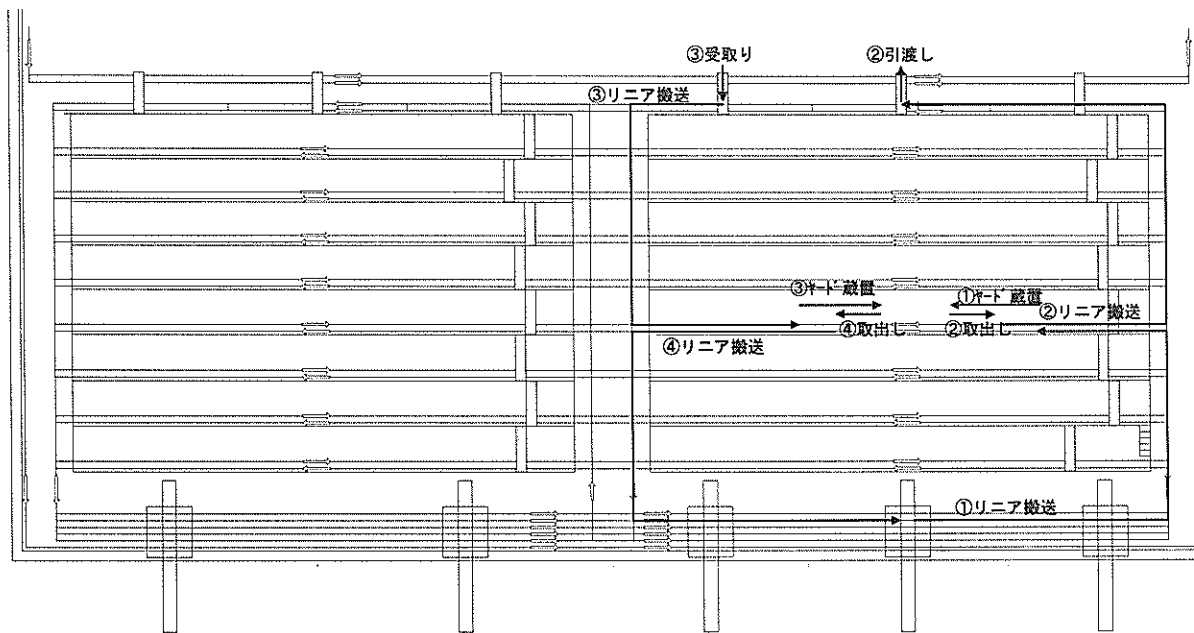 ③受取り
②引渡し
③リニア搬送
③ﾔｰﾄﾞ蔵置
①ﾔｰﾄﾞ蔵置
②リニア搬送
④取出し
②取出し
④リニア搬送
①リニア搬送